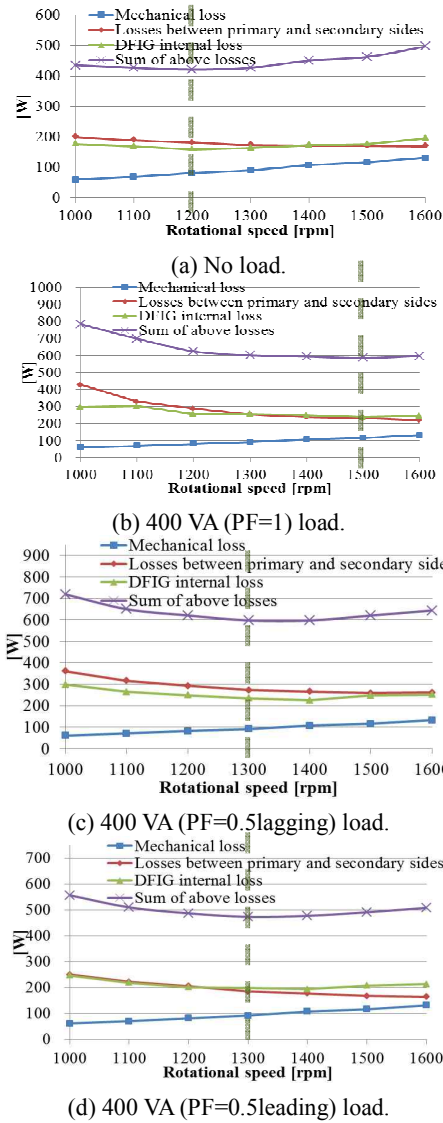 600
500
400
300
200
100
0
[W]
Mechanical loss
Losses between primary and secondary sides
DFIG internal loss
Sum of above losses
1000 1100 1200 1300 1400 1500 1600
Rotational speed [rpm]
(a) No load.
1000
900
800
700
600
500
400
300
200
100
0
[W]
Mechanical loss
Losses between primary and secondary sides
DFIG internal loss
Sum of above losses
1000 1100 1200 1300 1400 1500 1600
Rotational speed [rpm]
(b) 400 VA (PF=1) load.
900
800
700
600
500
400
300
200
100
0
[W]
Mechanical loss
Losses between primary and secondary side
DFIG internal loss
Sum of above losses
1000 1100 1200 1300 1400 1500 1600
Rotational speed [rpm]
(c) 400 VA (PF=0.5lagging) load.
700
600
500
400
300
200
100
0
[W]
Mechanical loss
Losses between primary and secondary sides
DFIG internal loss
Sum of above losses
1000 1100 1200 1300 1400 1500 1600
Rotational speed [rpm]
(d) 400 VA (PF=0.5leading) load.